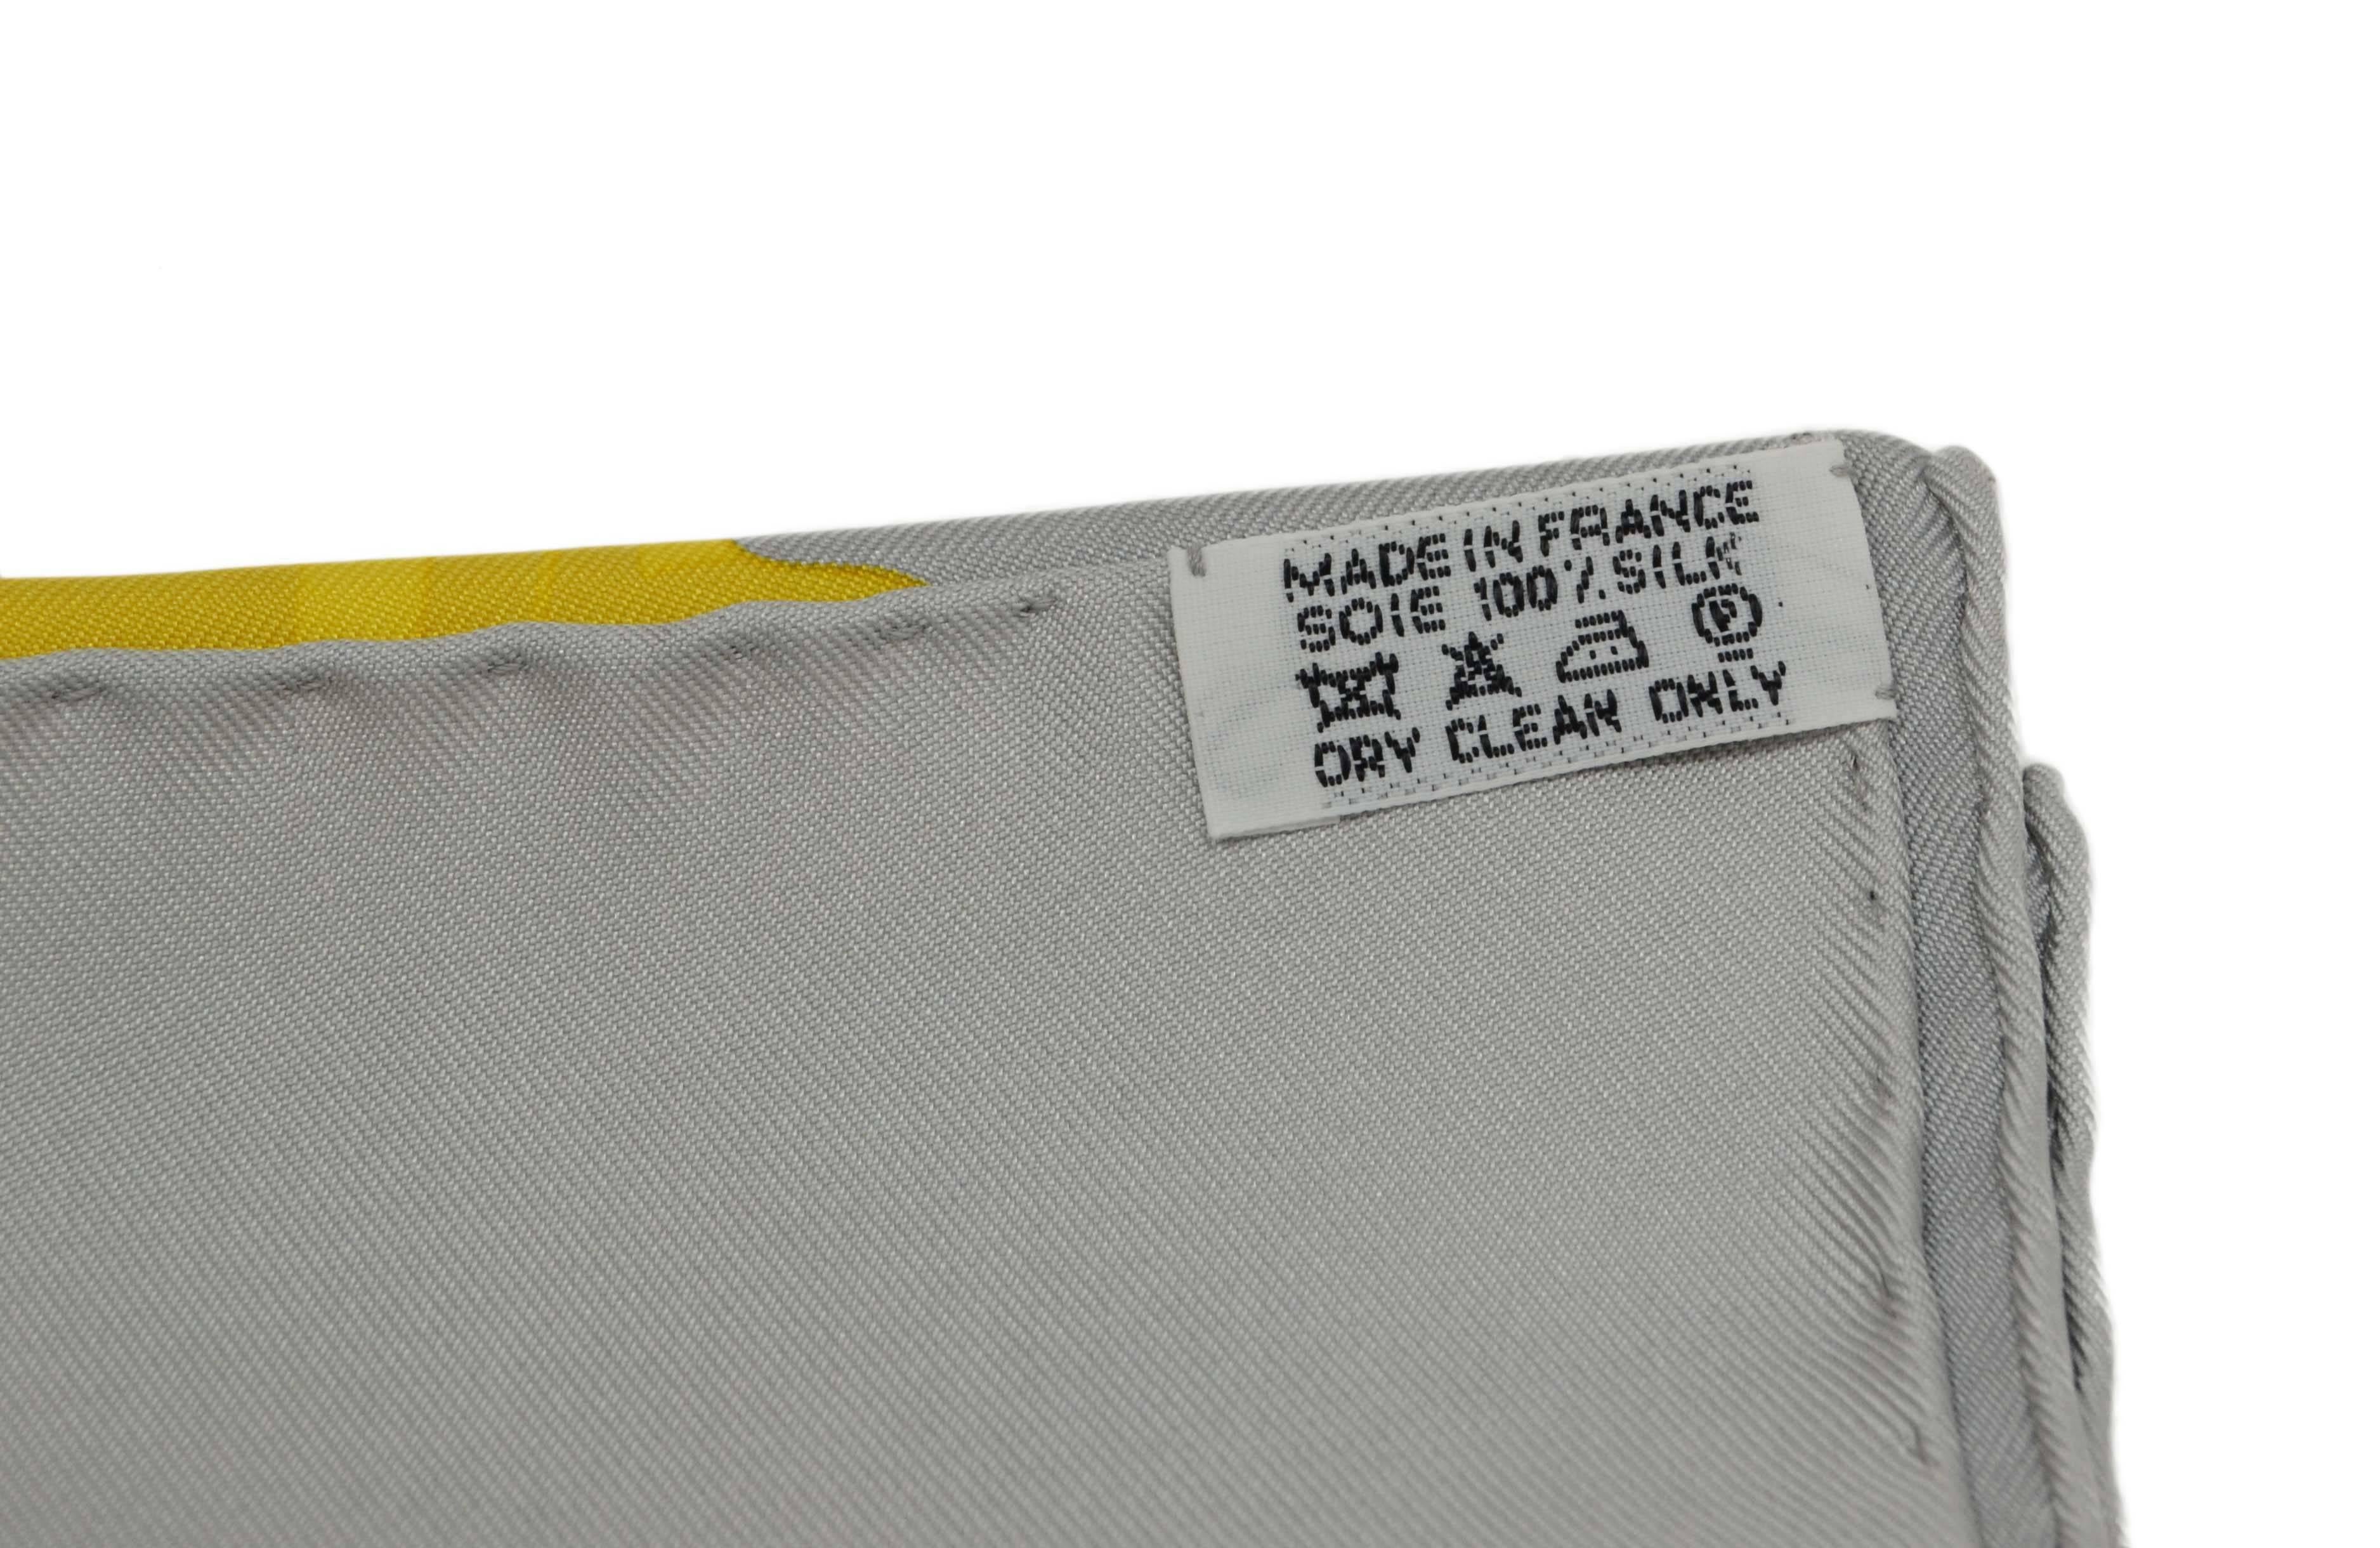 MADE IN FRANCE
SOIE 100% SILK
P
DRY CLEAN ONLY